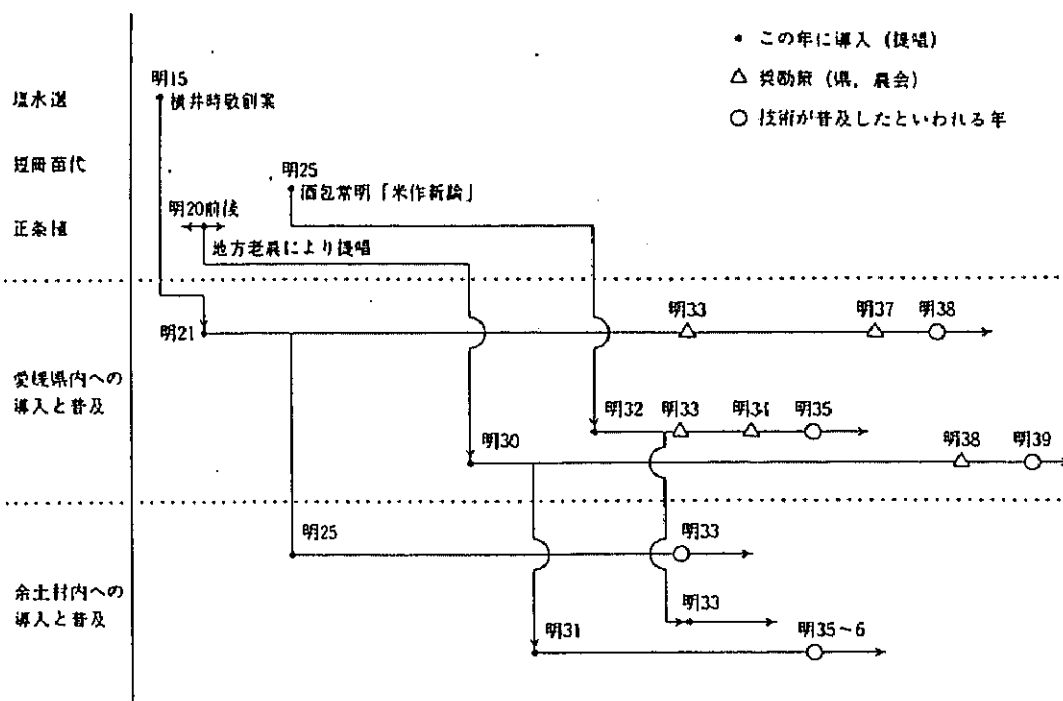 • この年に導入（提唱）
△ 奨励策（県，農会）
○ 技術が普及したといわれる年
塩水選
明15
横井時敬創案
短冊苗代
明25
酒匂常明「米作新論」
正条植
明20前後
地方老農により提唱
愛媛県内への
導入と普及
明21
明33
明37
明38
明32
明33
明34
明35
明30
明38
明39
余土村内への
導入と普及
明25
明33
明33
明31
明35～6